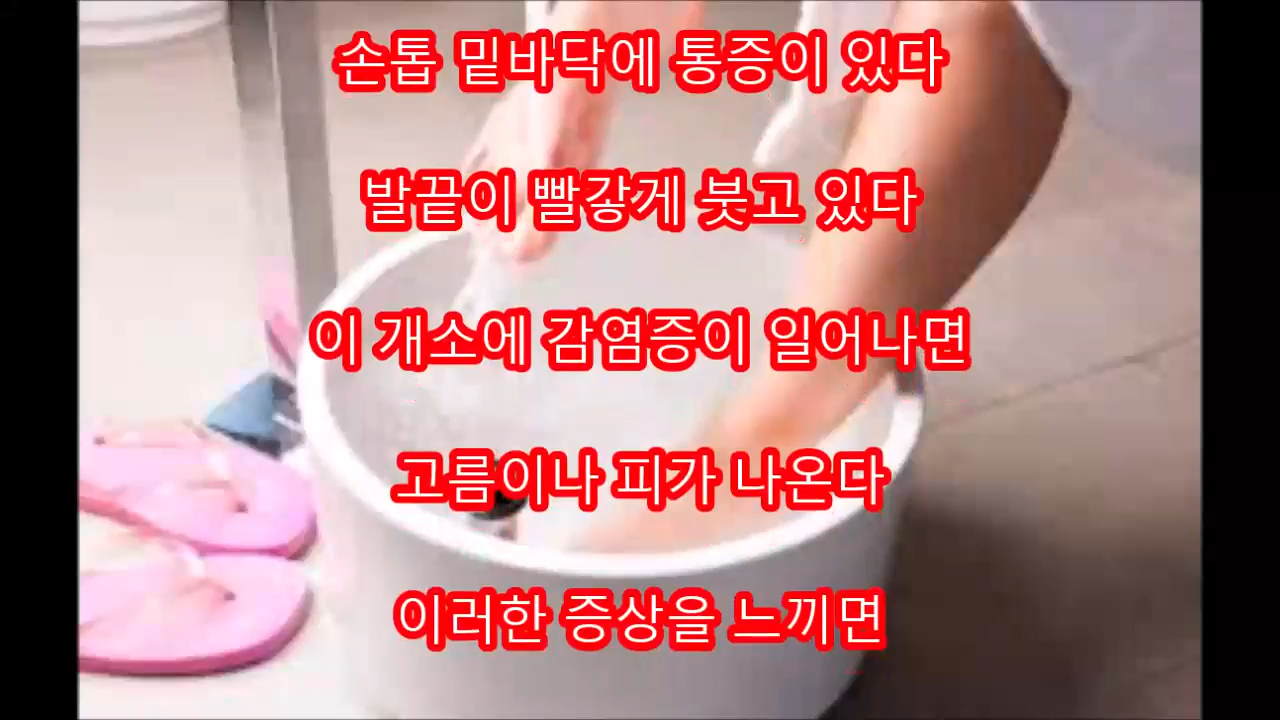 손톱 밑바닥에 통증이 있다
발끝이 빨갛게 붓고 있다
이 개소에 감염증이 일어나면
고름이나 피가 나온다
이러한 증상을 느끼면